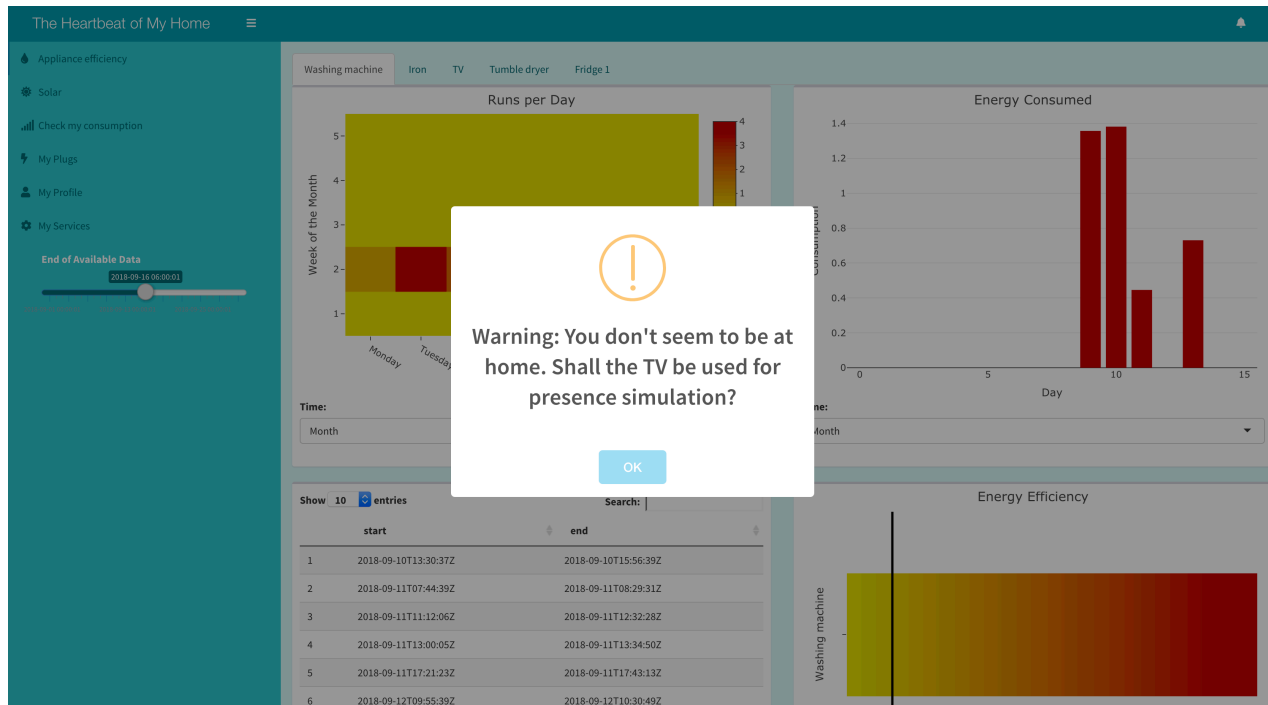 The Heartbeat of My Home
Appliance efficiency
Solar
Check my consumption
My Plugs
My Profile
My Services
End of Available Data
2018-09-16 06:00:01
Washing machine Iron TV Tumble dryer Fridge 1
Runs per Day
Week of the Month
5
4
3
2
1
Monday
Tuesday
4
3
2
1
Time:
Month
Energy Consumed
1.4
1.2
1
0.8
0.6
0.4
0.2
0
0 5 10 15
Day
Month
Warning: You don't seem to be at
home. Shall the TV be used for
presence simulation?
OK
Show 10 entries
Search:
start end
1 2018-09-10T13:30:37Z 2018-09-10T15:56:39Z
2 2018-09-11T07:44:39Z 2018-09-11T08:29:31Z
3 2018-09-11T11:12:06Z 2018-09-11T12:32:28Z
4 2018-09-11T13:00:05Z 2018-09-11T13:34:50Z
5 2018-09-11T17:21:23Z 2018-09-11T17:43:13Z
6 2018-09-12T09:55:39Z 2018-09-12T10:30:49Z
Energy Efficiency
Washing machine